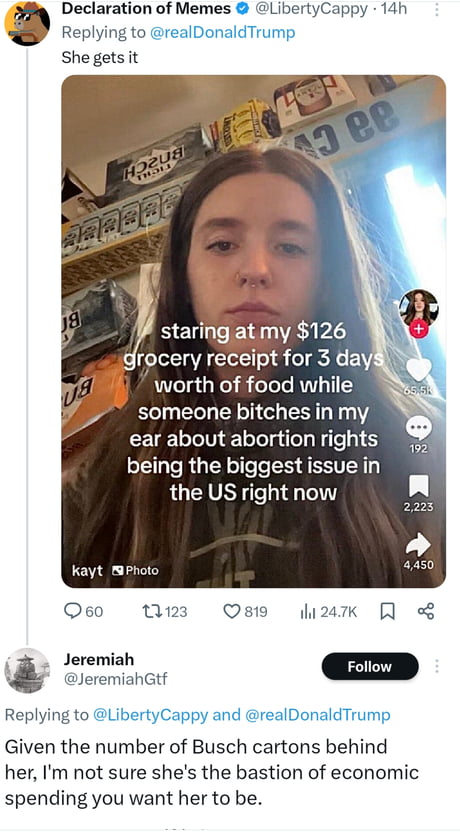 Declaration of Memes @LibertyCappy · 14h
Replying to @realDonaldTrump
She gets it
BUSCH
LIGHT
staring at my $126
grocery receipt for 3 days
worth of food while
someone bitches in my
ear about abortion rights
being the biggest issue in
the US right now
65.5K
192
2,223
4,450
kayt Photo
60 123 819 24.7K
Jeremiah
@JeremiahGtf
Follow
Replying to @LibertyCappy and @realDonaldTrump
Given the number of Busch cartons behind
her, I'm not sure she's the bastion of economic
spending you want her to be.